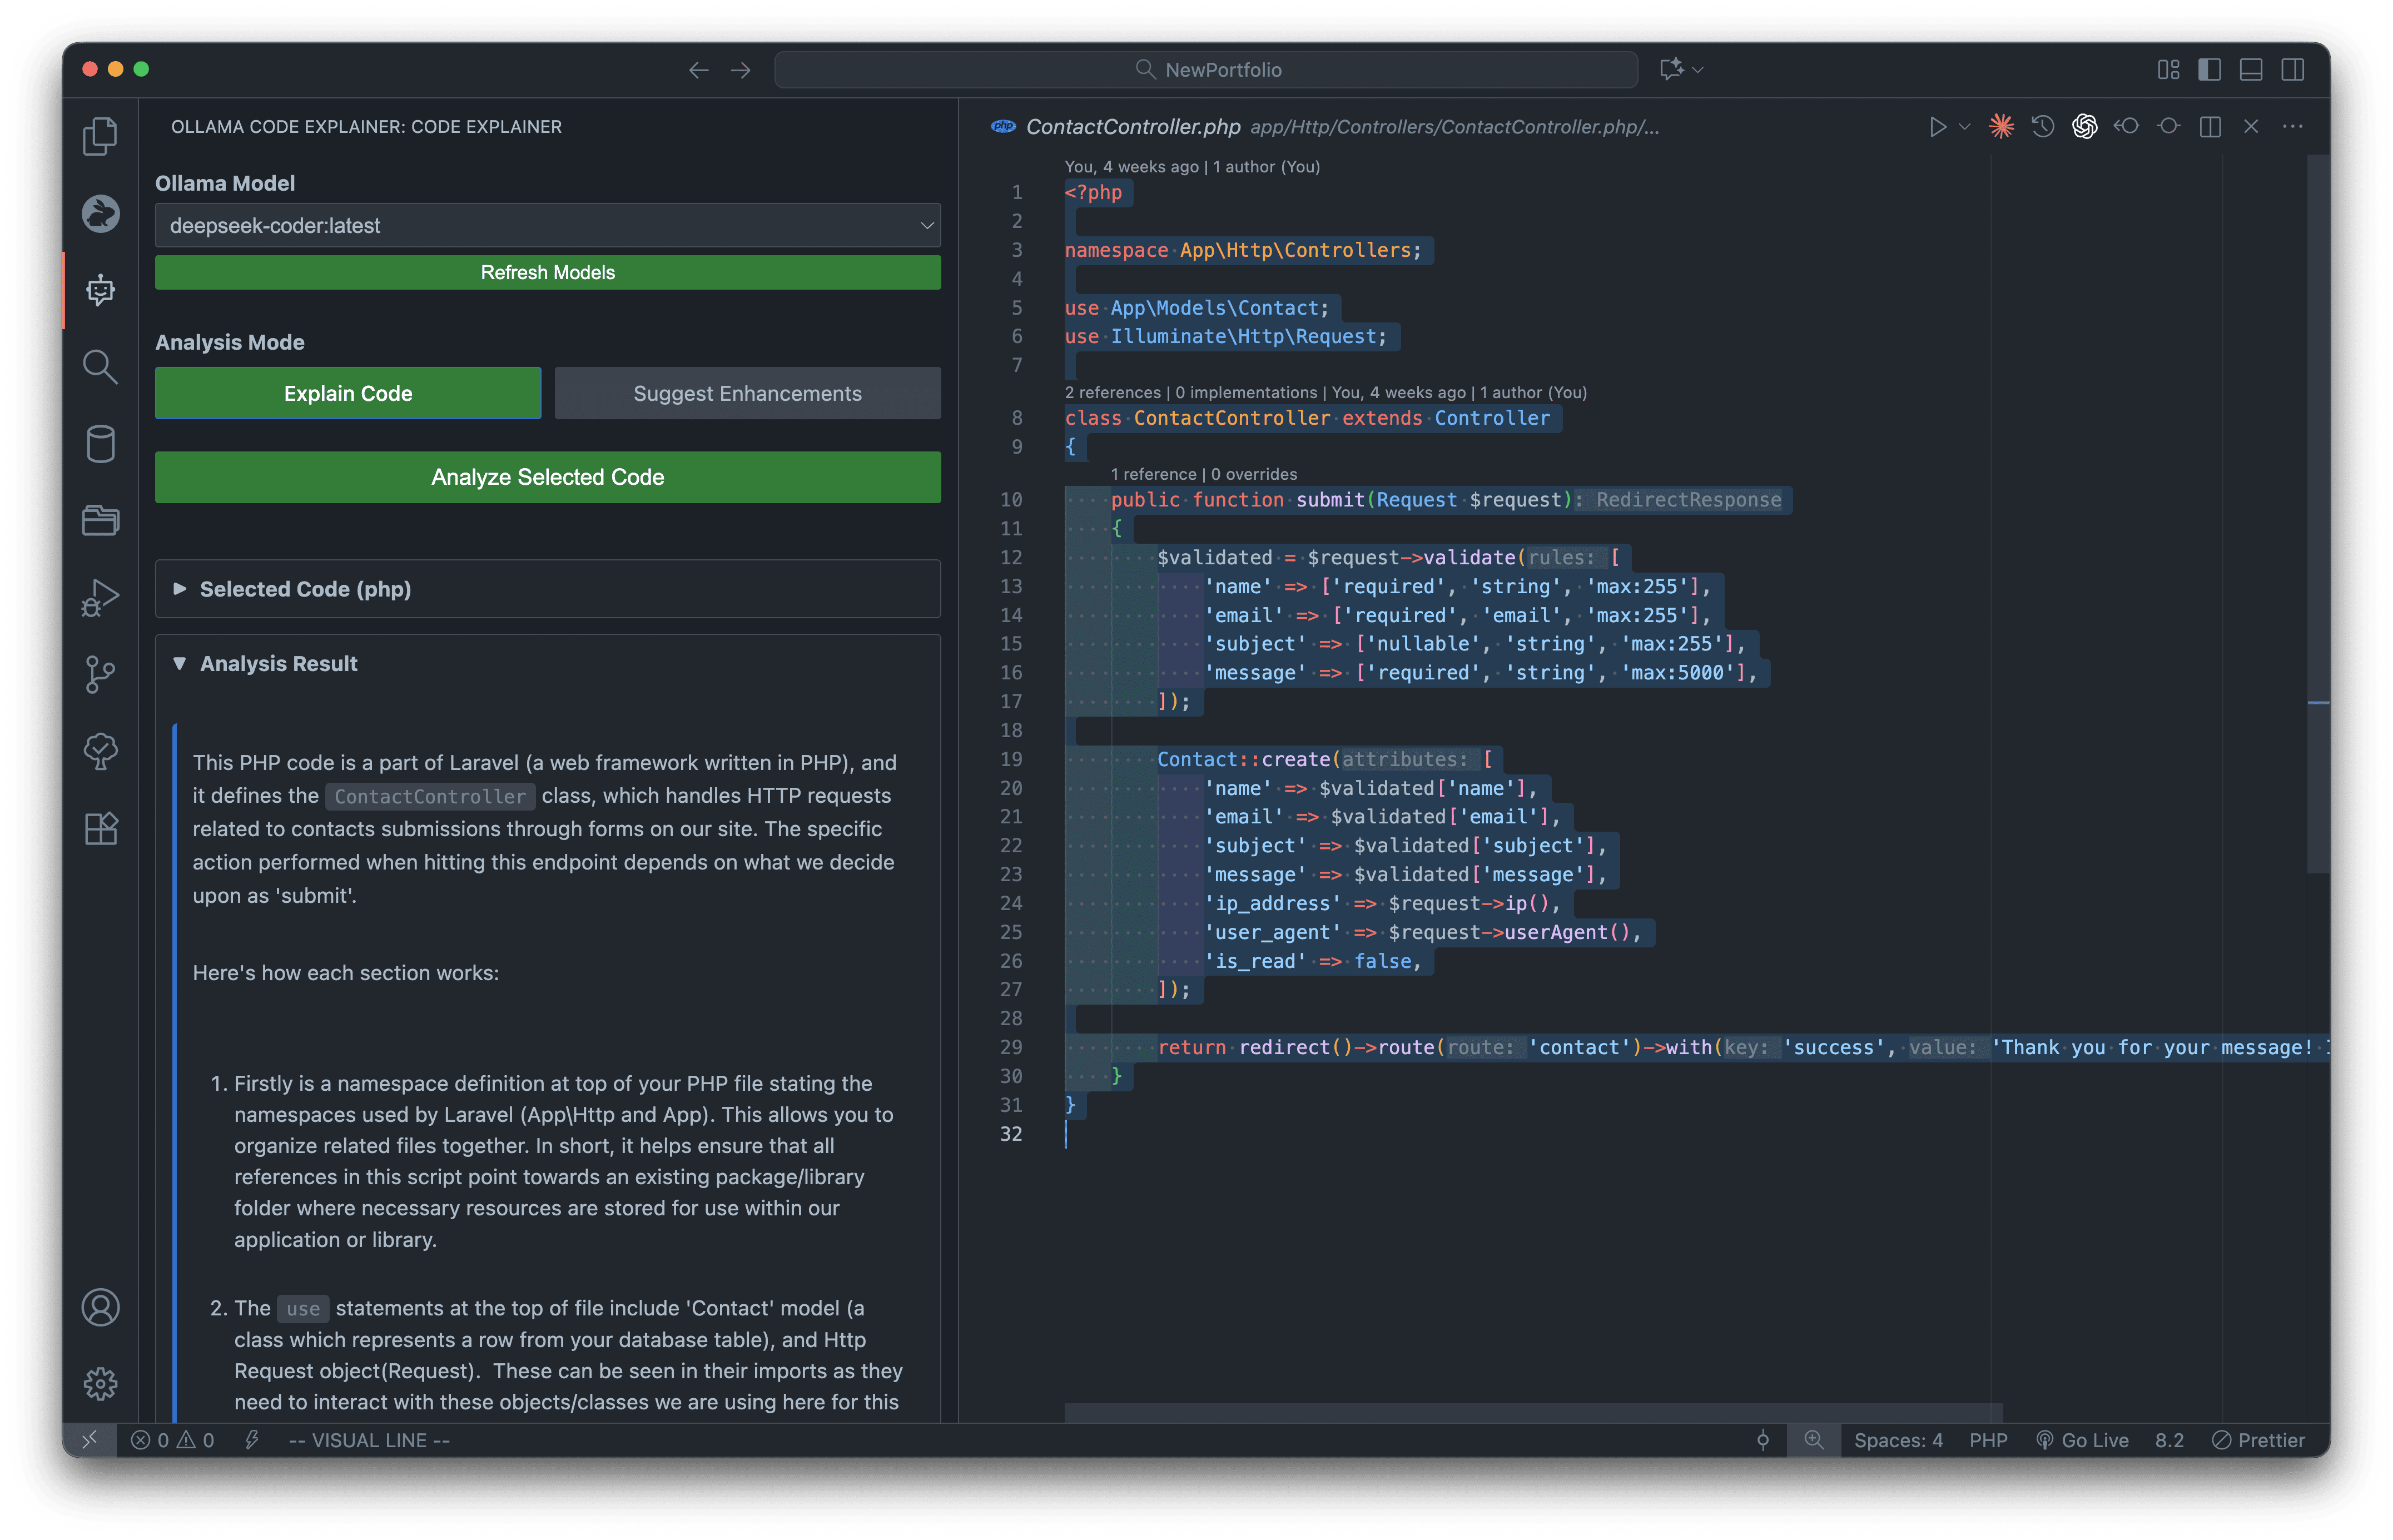 NewPortfolio
OLLAMA CODE EXPLAINER: CODE EXPLAINER
Ollama Model
deepseek-coder:latest
Refresh Models
Analysis Mode
Explain Code
Suggest Enhancements
Analyze Selected Code
Selected Code (php)
Analysis Result
This PHP code is a part of Laravel (a web framework written in PHP), and
it defines the ContactController class, which handles HTTP requests
related to contacts submissions through forms on our site. The specific
action performed when hitting this endpoint depends on what we decide
upon as 'submit'.
Here's how each section works:
1. Firstly is a namespace definition at top of your PHP file stating the
namespaces used by Laravel (App\Http and App). This allows you to
organize related files together. In short, it helps ensure that all
references in this script point towards an existing package/library
folder where necessary resources are stored for use within our
application or library.
2. The use statements at the top of file include 'Contact' model (a
class which represents a row from your database table), and Http
Request object(Request).  These can be seen in their imports as they
need to interact with these objects/classes we are using here for this
php ContactController.php app/Http/Controllers/ContactController.php/...
You, 4 weeks ago | 1 author (You)
1 <?php
2
3 namespace App\Http\Controllers;
4
5 use App\Models\Contact;
6 use Illuminate\Http\Request;
7
2 references | 0 implementations | You, 4 weeks ago | 1 author (You)
8 class ContactController extends Controller
9 {
1 reference | 0 overrides
10 public function submit(Request $request): RedirectResponse
11 {
12 $validated = $request->validate(rules: [
13 'name' => ['required', 'string', 'max:255'],
14 'email' => ['required', 'email', 'max:255'],
15 'subject' => ['nullable', 'string', 'max:255'],
16 'message' => ['required', 'string', 'max:5000'],
17 ]);
18
19 Contact::create(attributes: [
20 'name' => $validated['name'],
21 'email' => $validated['email'],
22 'subject' => $validated['subject'],
23 'message' => $validated['message'],
24 'ip_address' => $request->ip(),
25 'user_agent' => $request->userAgent(),
26 'is_read' => false,
27 ]);
28
29 return redirect()->route(route: 'contact')->with(key: 'success', value: 'Thank you for your message!
30 }
31 }
32
0 0 -- VISUAL LINE --
Spaces: 4 PHP Go Live 8.2 Prettier